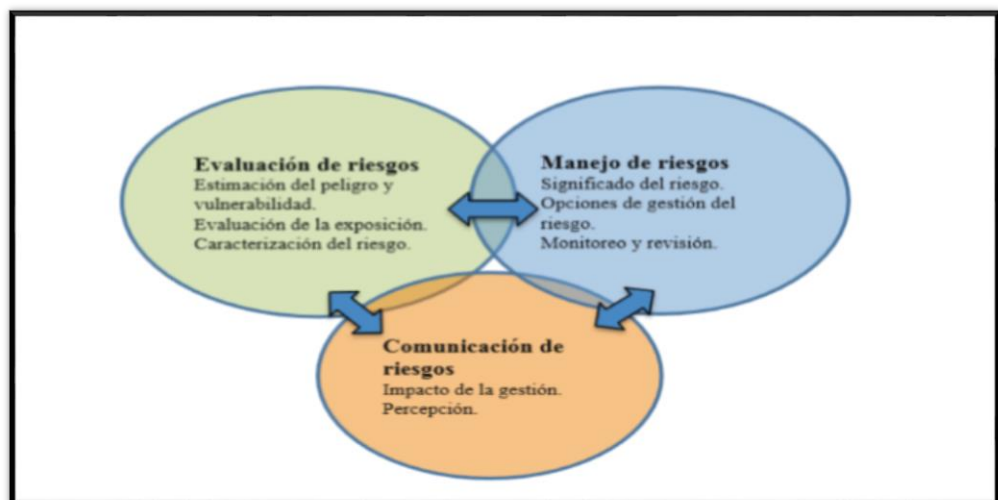 Evaluación de riesgos
Estimación del peligro y
vulnerabilidad.
Evaluación de la exposición.
Caracterización del riesgo.
Manejo de riesgos
Significado del riesgo.
Opciones de gestión del
riesgo.
Monitoreo y revisión.
Comunicación de
riesgos
Impacto de la gestión.
Percepción.